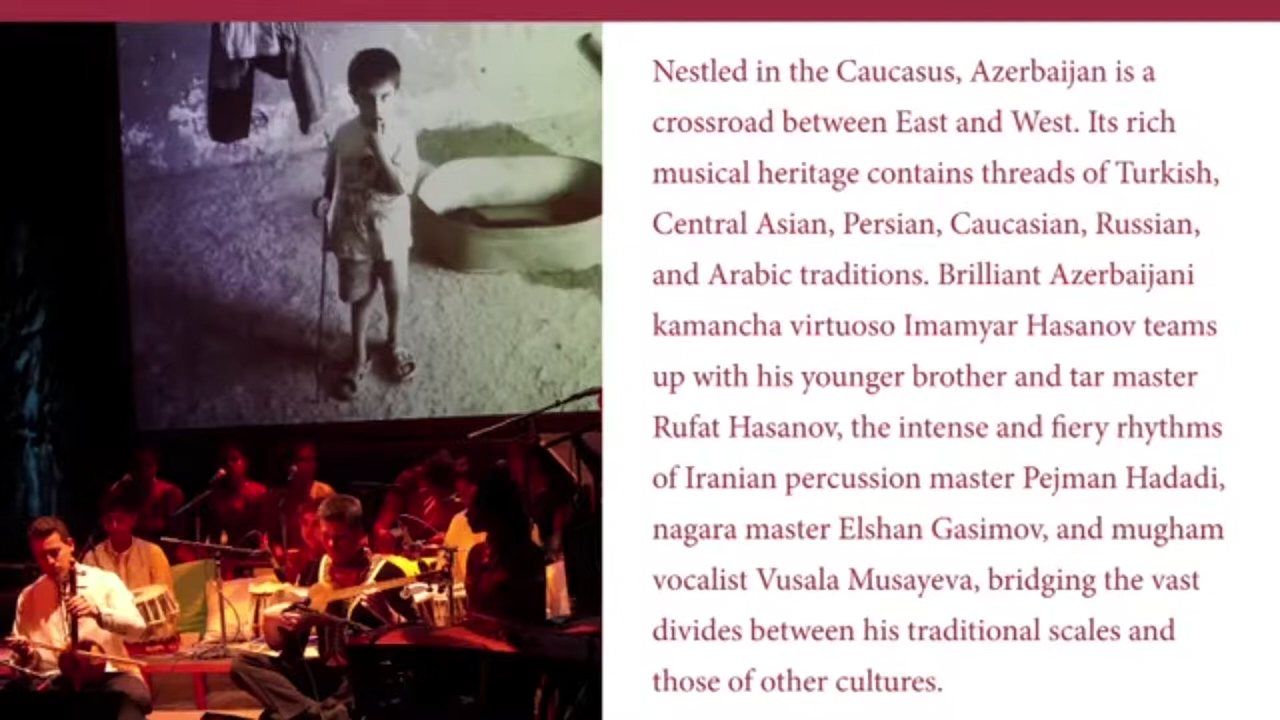 Nestled in the Caucasus, Azerbaijan is a
crossroad between East and West. Its rich
musical heritage contains threads of Turkish,
Central Asian, Persian, Caucasian, Russian,
and Arabic traditions. Brilliant Azerbaijani
kamancha virtuoso Imamyar Hasanov teams
up with his younger brother and tar master
Rufat Hasanov, the intense and fiery rhythms
of Iranian percussion master Pejman Hadadi,
nagara master Elshan Gasimov, and mugham
vocalist Vusala Musayeva, bridging the vast
divides between his traditional scales and
those of other cultures.